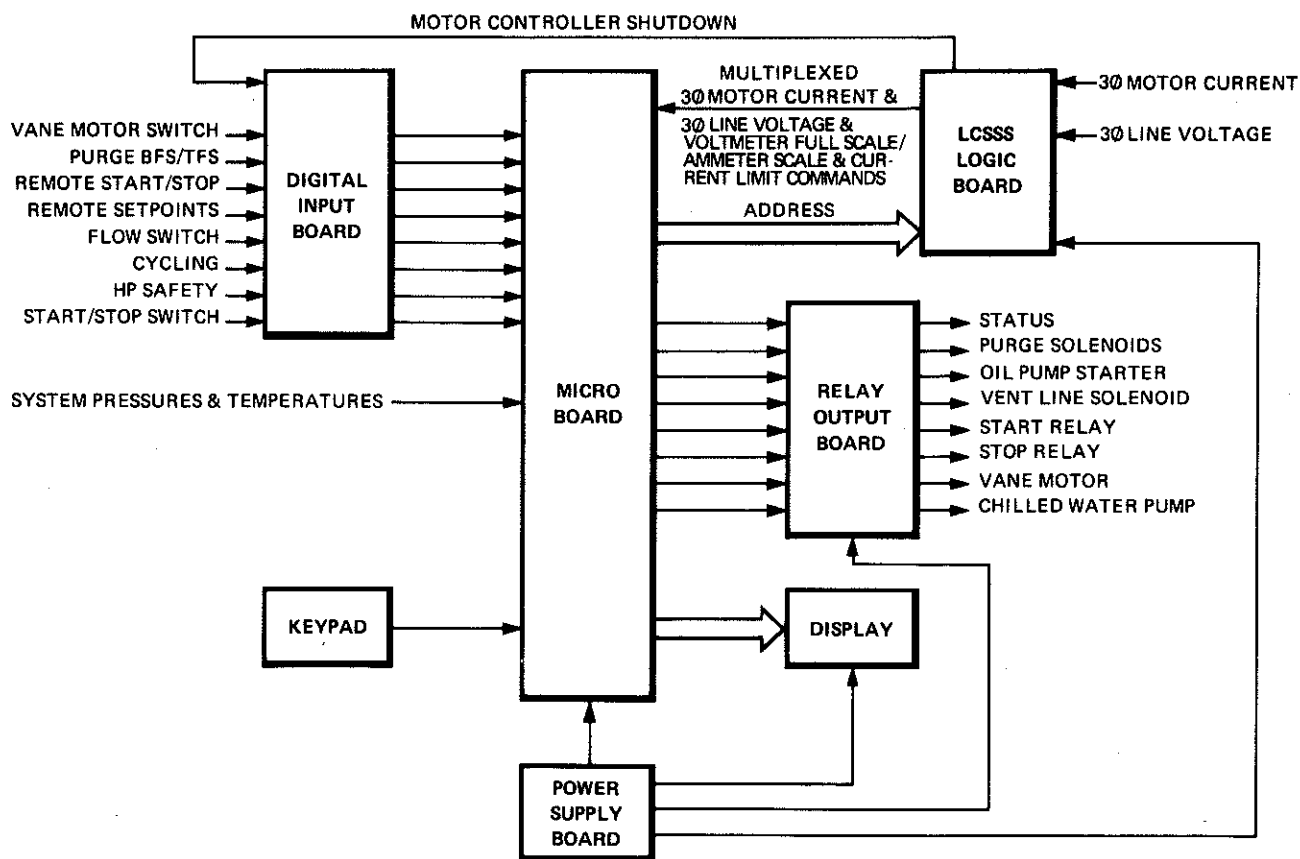 MOTOR CONTROLLER SHUTDOWN
VANE MOTOR SWITCH
PURGE BFS/TFS
REMOTE START/STOP
REMOTE SETPOINTS
FLOW SWITCH
CYCLING
HP SAFETY
START/STOP SWITCH
DIGITAL
INPUT
BOARD
SYSTEM PRESSURES & TEMPERATURES
KEYPAD
MICRO
BOARD
MULTIPLEXED
3Ø MOTOR CURRENT &
3Ø LINE VOLTAGE &
VOLTMETER FULL SCALE/
AMMETER SCALE & CUR-
RENT LIMIT COMMANDS
ADDRESS
LCSSS
LOGIC
BOARD
3Ø MOTOR CURRENT
3Ø LINE VOLTAGE
RELAY
OUTPUT
BOARD
STATUS
PURGE SOLENOIDS
OIL PUMP STARTER
VENT LINE SOLENOID
START RELAY
STOP RELAY
VANE MOTOR
CHILLED WATER PUMP
DISPLAY
POWER
SUPPLY
BOARD